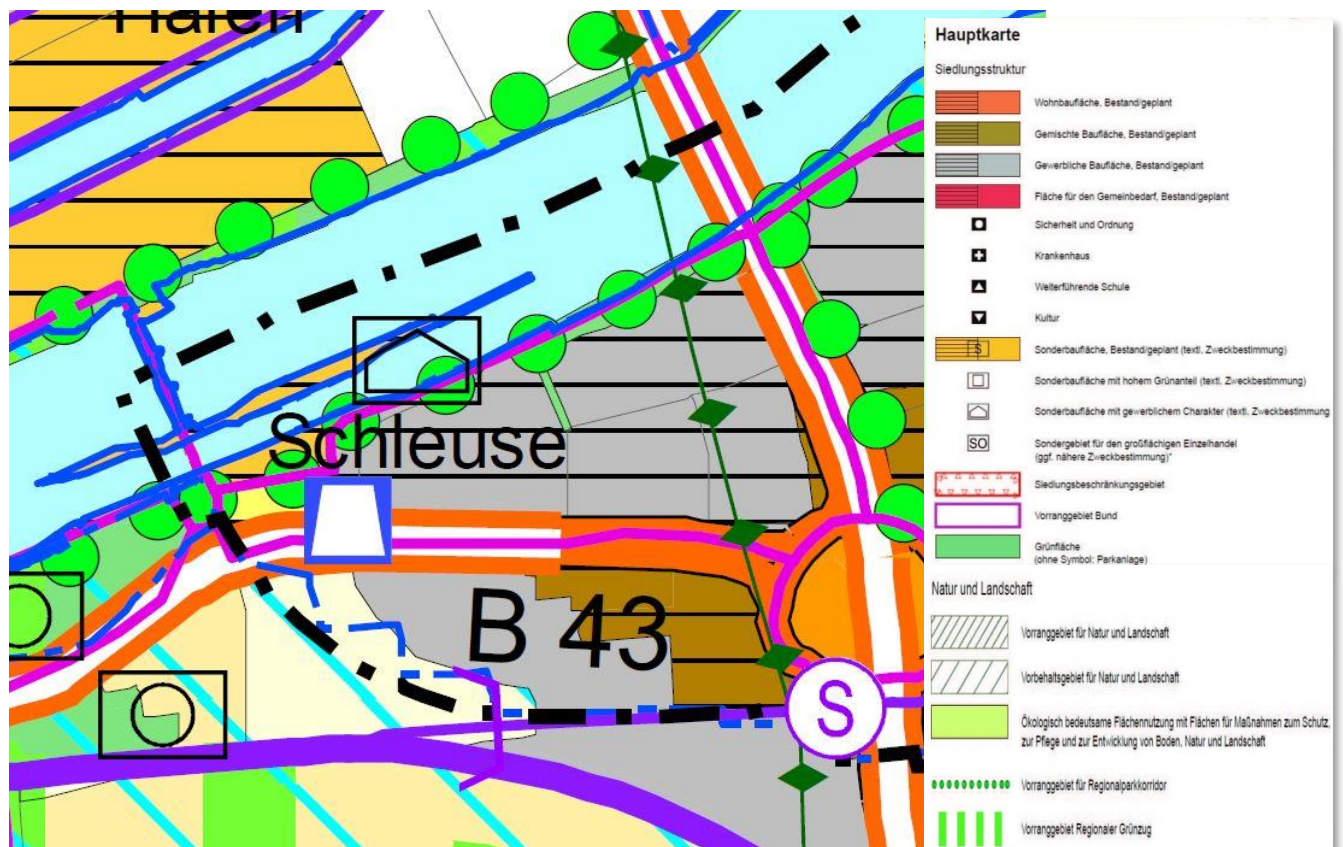 Hafen
Schleuse
B 43
S
Hauptkarte
Siedlungsstruktur
Wohnbaufläche, Bestand/geplant
Gemischte Baufläche, Bestand/geplant
Gewerbliche Baufläche, Bestand/geplant
Fläche für den Gemeinbedarf, Bestand/geplant
Sicherheit und Ordnung
Krankenhaus
Weiterführende Schule
Kultur
S
Sonderbaufläche, Bestand/geplant (textl. Zweckbestimmung)
Sonderbaufläche mit hohem Grünanteil (textl. Zweckbestimmung)
Sonderbaufläche mit gewerblichem Charakter (textl. Zweckbestimmung
SO
Sondergebiet für den großflächigen Einzelhandel
(ggf. nähere Zweckbestimmung)*
Siedlungsbeschränkungsgebiet
Vorranggebiet Bund
Grünfläche
(ohne Symbol: Parkanlage)
Natur und Landschaft
Vorranggebiet für Natur und Landschaft
Vorbehaltsgebiet für Natur und Landschaft
Ökologisch bedeutsame Flächennutzung mit Flächen für Maßnahmen zum Schutz,
zur Pflege und zur Entwicklung von Boden, Natur und Landschaft
Vorranggebiet für Regionalparkkorridor
Vorranggebiet Regionaler Grünzug